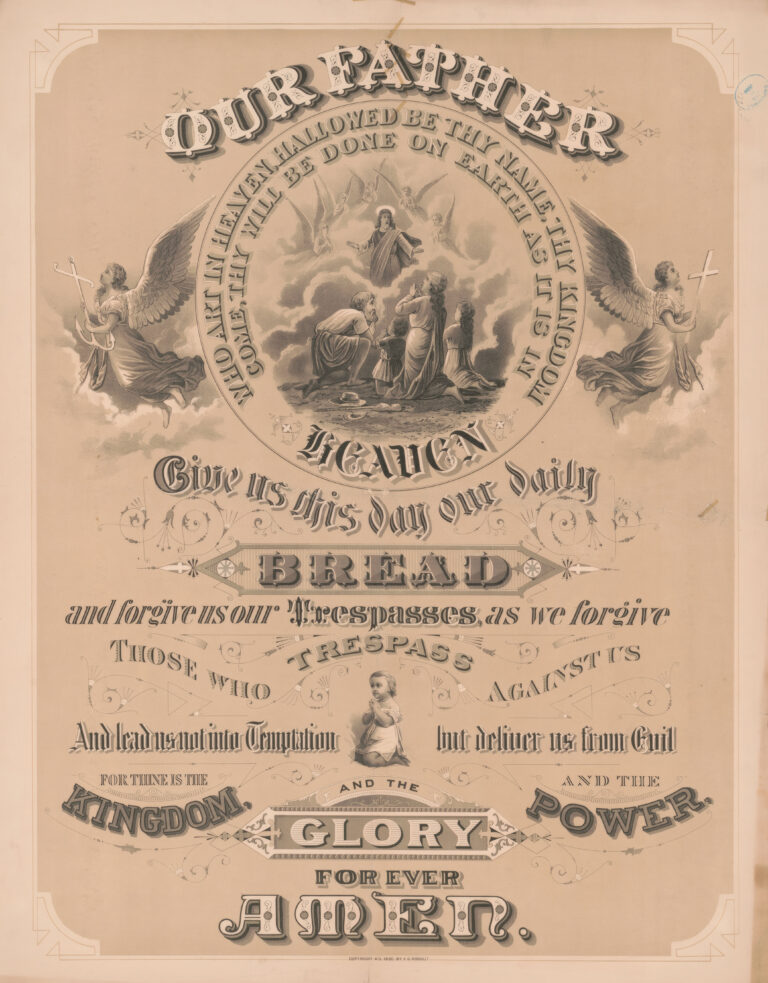 OUR FATHER
WHO ART IN HEAVEN, HALLOWED BE THY NAME, THY KINGDOM
COME, THY WILL BE DONE ON EARTH AS IT IS IN
HEAVEN
Give us this day our daily
BREAD
and forgive us our Trespasses, as we forgive
THOSE WHO TRESPASS AGAINST US
And lead us not into Temptation but deliver us from Evil
FOR THINE IS THE
KINGDOM,
AND THE
POWER,
AND THE
GLORY
FOR EVER
AMEN.